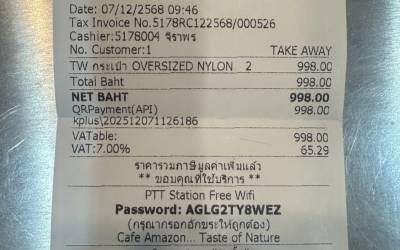 Date: 07/12/2568 09:46
Tax Invoice No.5178RC122568/000526
Cashier:5178004 จิราพร
No. Customer:1 TAKE AWAY
TW กระเป๋า OVERSIZED NYLON 2 998.00
Total Baht 998.00
NET BAHT 998.00
QRPayment(API) 998.00
kplus\202512071126186
VATable: 998.00
VAT:7.00% 65.29
ราคารวมภาษีมูลค่าเพิ่มแล้ว
** ขอบคุณที่ใช้บริการ **
PTT Station Free Wifi
Password: AGLG2TY8WEZ
(กรุณากรอกอักขระให้ถูกต้อง)
Cafe Amazon... Taste of Nature